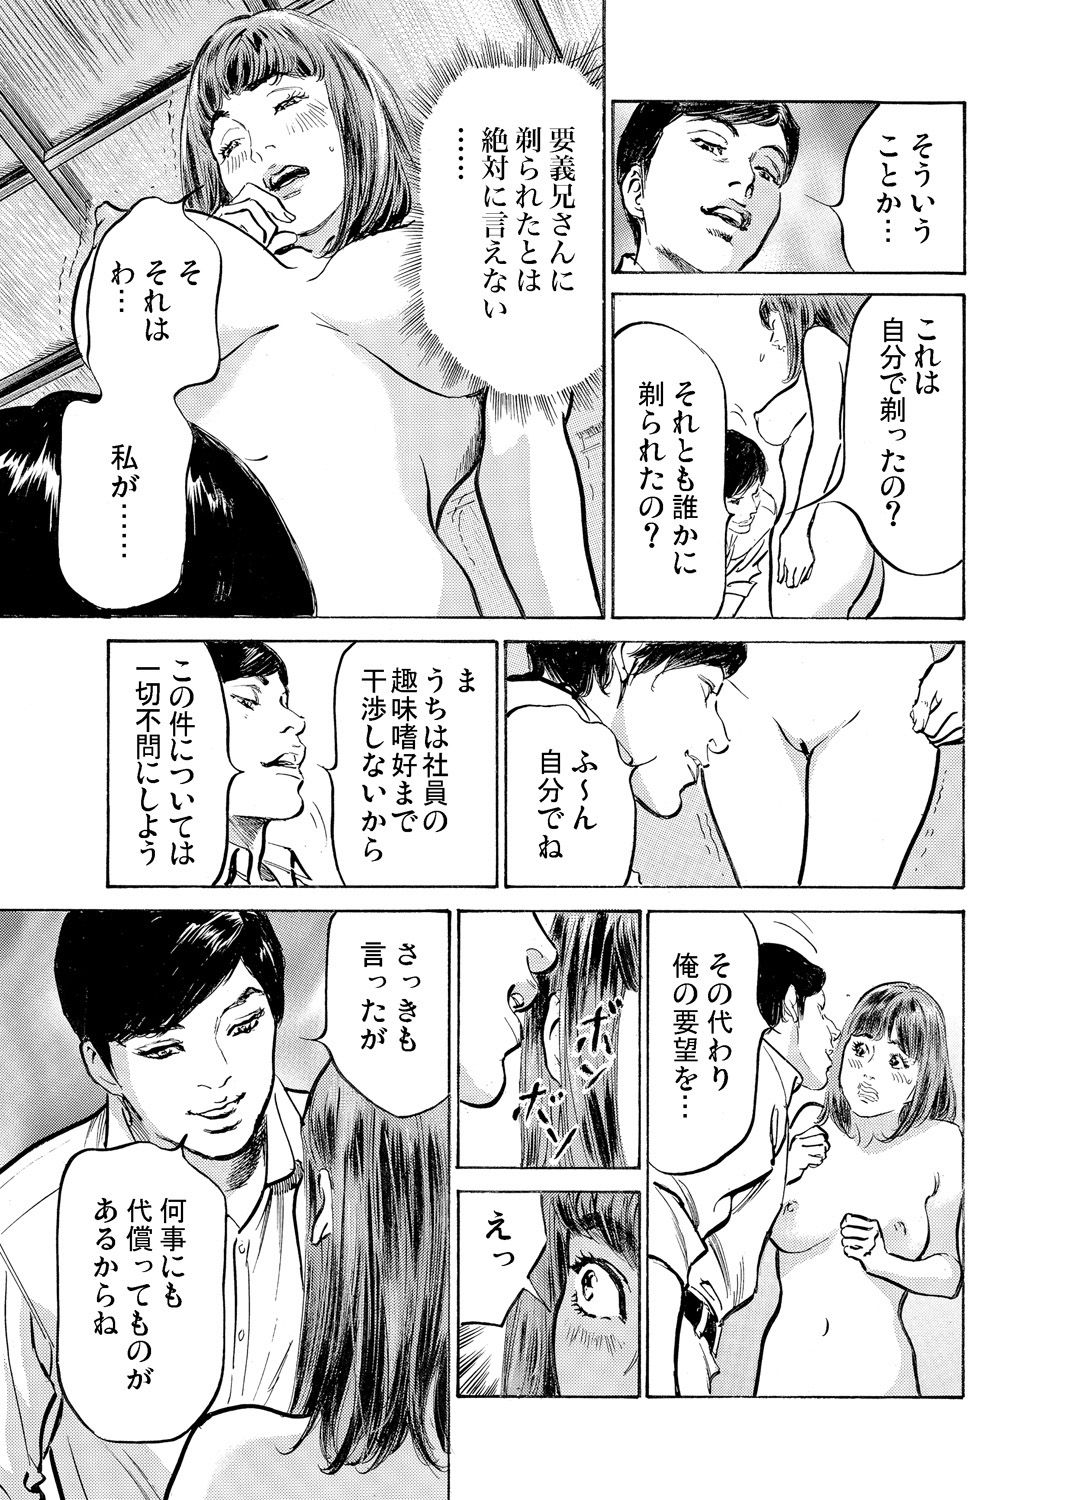 そういう
ことか…
これは
自分で剃ったの？
それとも誰かに
剃られたの？
要義兄さんに
剃られたとは
絶対に言えない
……
そ
それは
わ…
私が……
ふ〜ん
自分でね
ま
うちは社員の
趣味嗜好まで
干渉しないから
この件については
一切不問にしよう
その代わり
俺の要望を…
ボソ
ボソ
えっ
さっきも
言ったが
何事にも
代償ってものが
あるからね